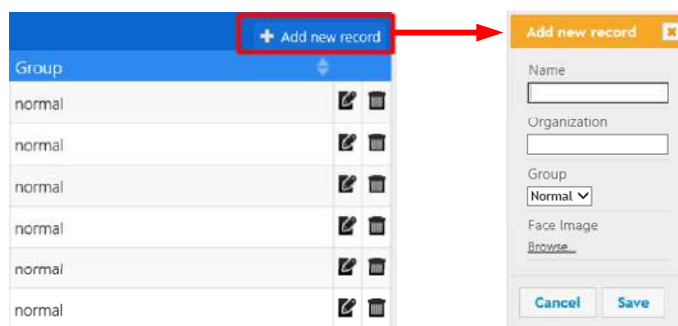 Add new record
Group
normal
normal
normal
normal
normal
normal
Add new record
Name
Organization
Group
Normal
Face Image
Browse...
Cancel
Save